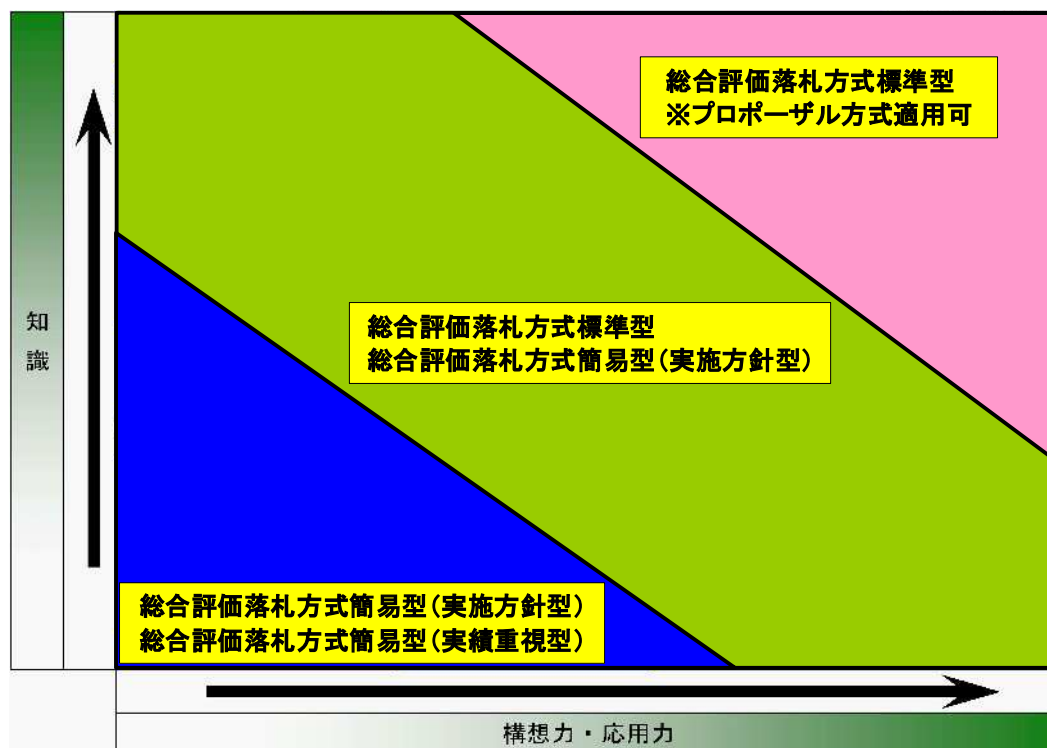 総合評価落札方式標準型
※プロポーザル方式適用可
知
識
総合評価落札方式標準型
総合評価落札方式簡易型(実施方針型)
総合評価落札方式簡易型(実施方針型)
総合評価落札方式簡易型(実績重視型)
構想力・応用力